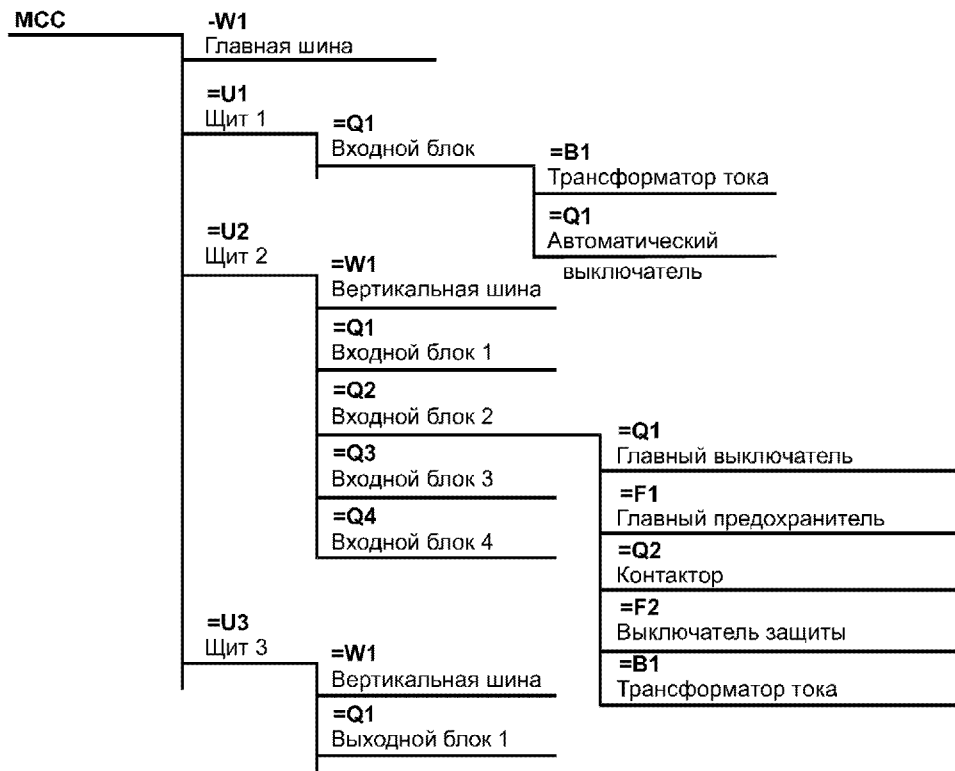 МСС
-W1
Главная шина
=U1
Щит 1
=Q1
Входной блок
=B1
Трансформатор тока
=Q1
Автоматический
выключатель
=U2
Щит 2
=W1
Вертикальная шина
=Q1
Входной блок 1
=Q2
Входной блок 2
=Q1
Главный выключатель
=F1
Главный предохранитель
=Q2
Контактор
=F2
Выключатель защиты
=B1
Трансформатор тока
=Q3
Входной блок 3
=Q4
Входной блок 4
=U3
Щит 3
=W1
Вертикальная шина
=Q1
Выходной блок 1